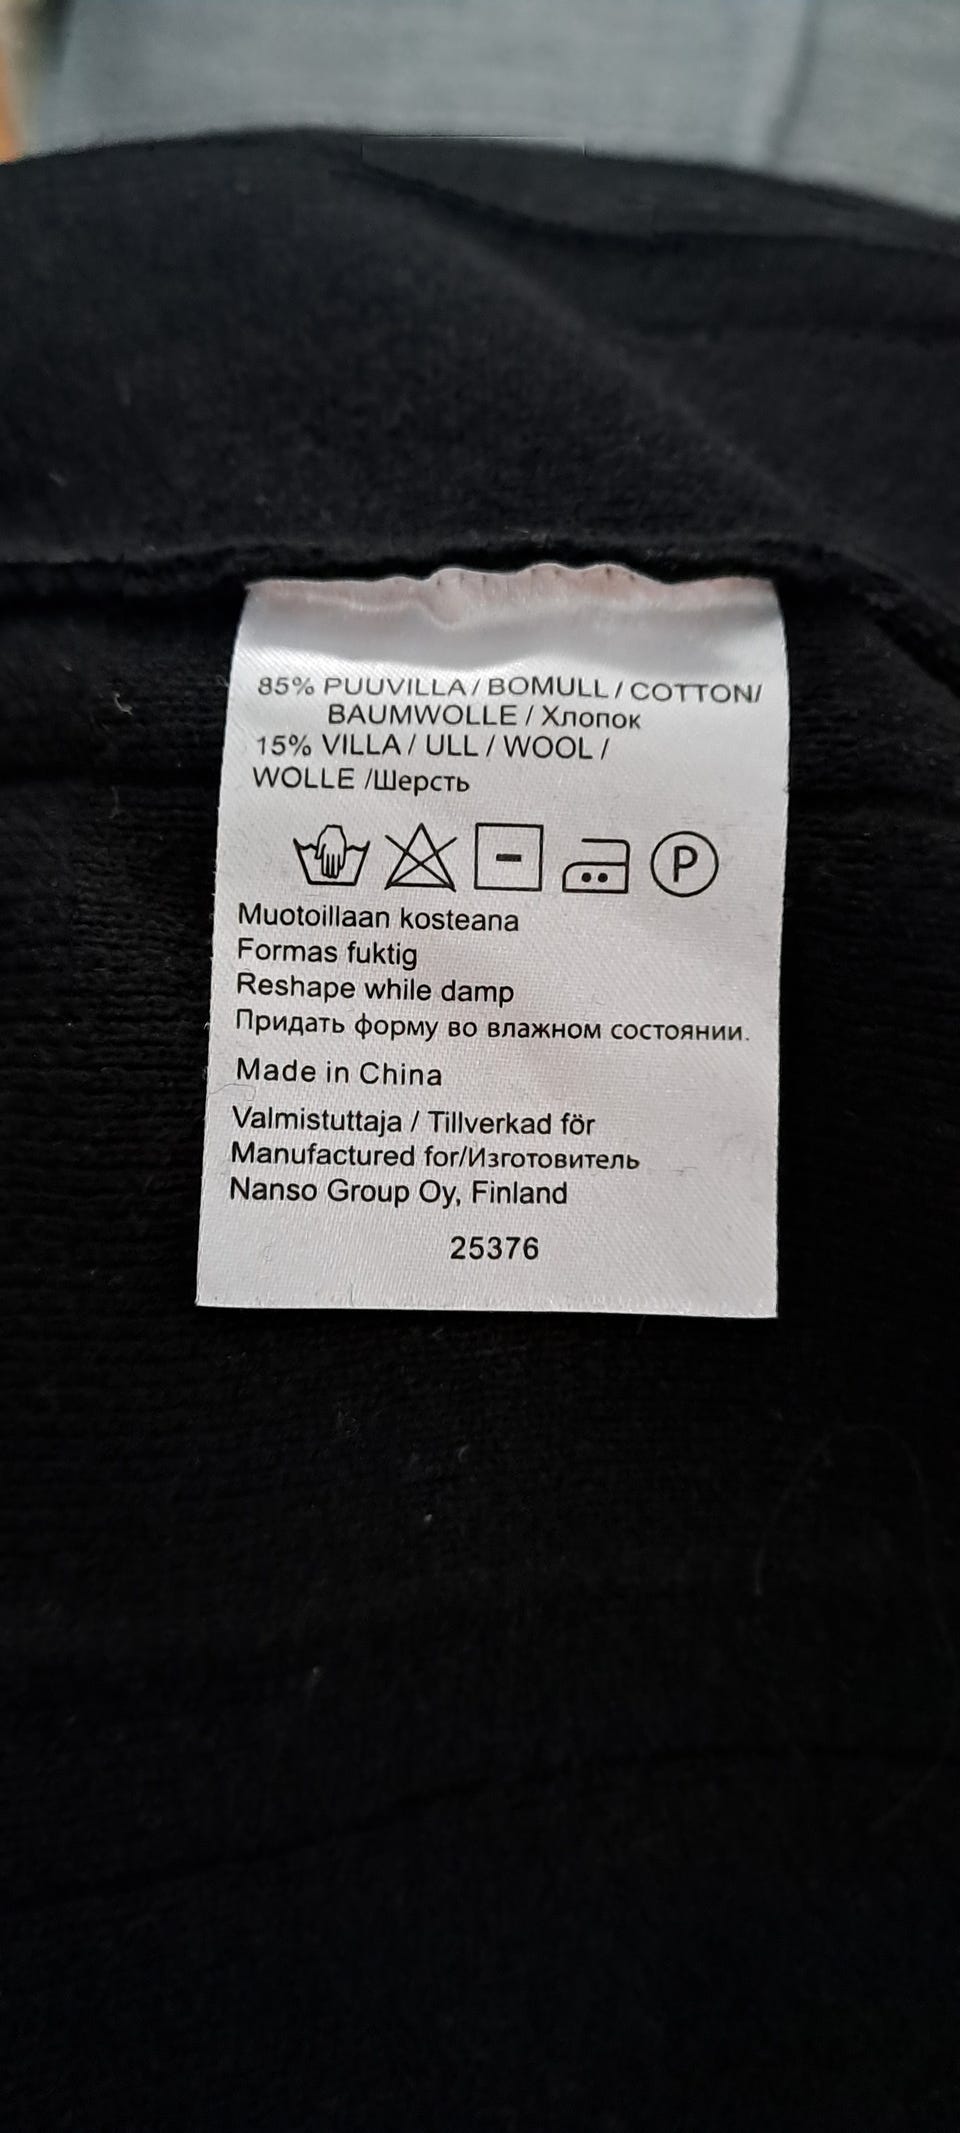 85% PUUVILLA / BOMULL / COTTON/
BAUMWOLLE / Хлопок
15% VILLA / ULL / WOOL /
WOLLE /Шерсть
P
Muotoillaan kosteana
Formas fuktig
Reshape while damp
Придать форму во влажном состоянии.
Made in China
Valmistuttaja / Tillverkad för
Manufactured for/Изготовитель
Nanso Group Oy, Finland
25376